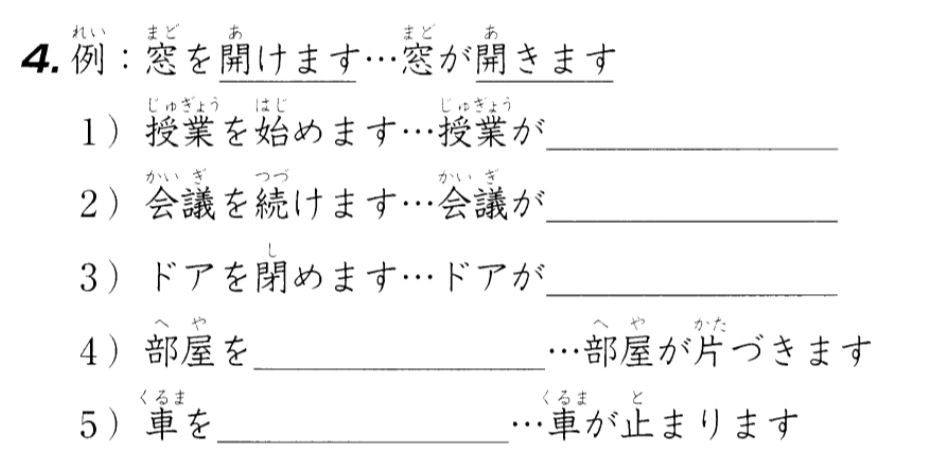 4. 例：窓を開けます…窓が開きます
1）授業を始めます…授業が
2）会議を続けます…会議が
3）ドアを閉めます…ドアが
4）部屋を　　　　　…部屋が片づきます
5）車を　　　　　…車が止まります